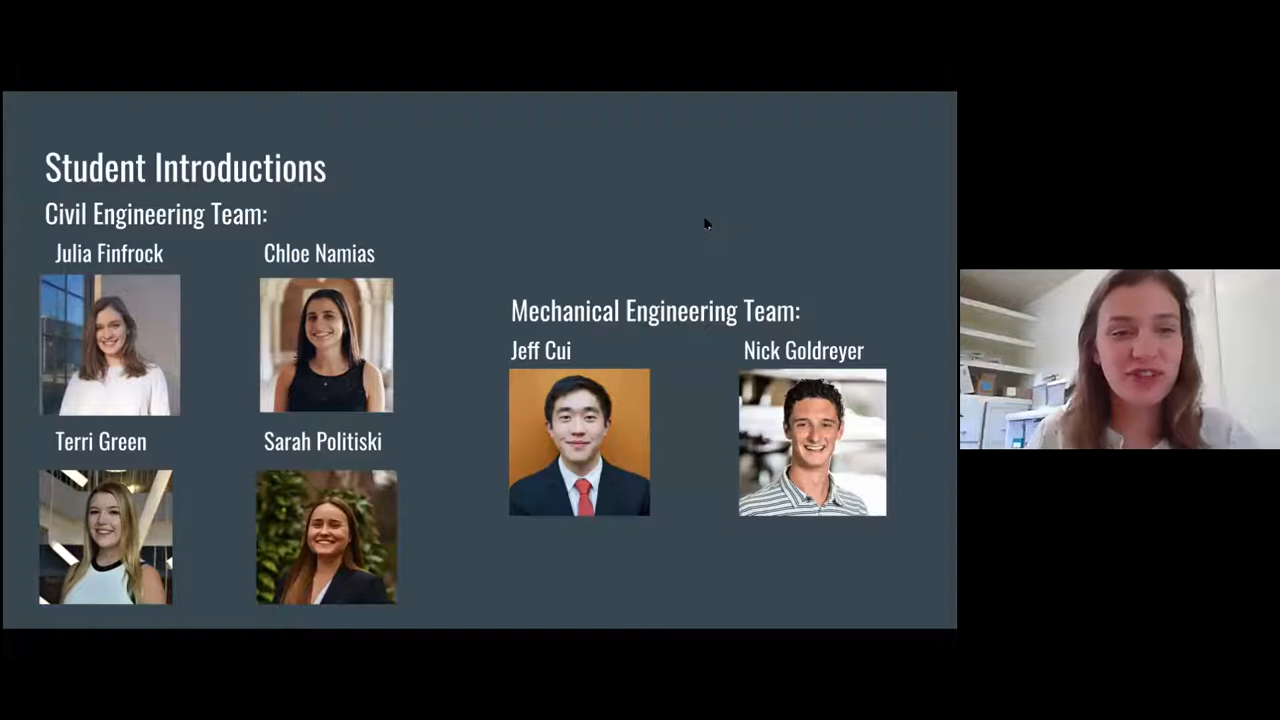 Student Introductions
Civil Engineering Team:
Julia Finfrock
Chloe Namias
Terri Green
Sarah Politiski
Mechanical Engineering Team:
Jeff Cui
Nick Goldreyer